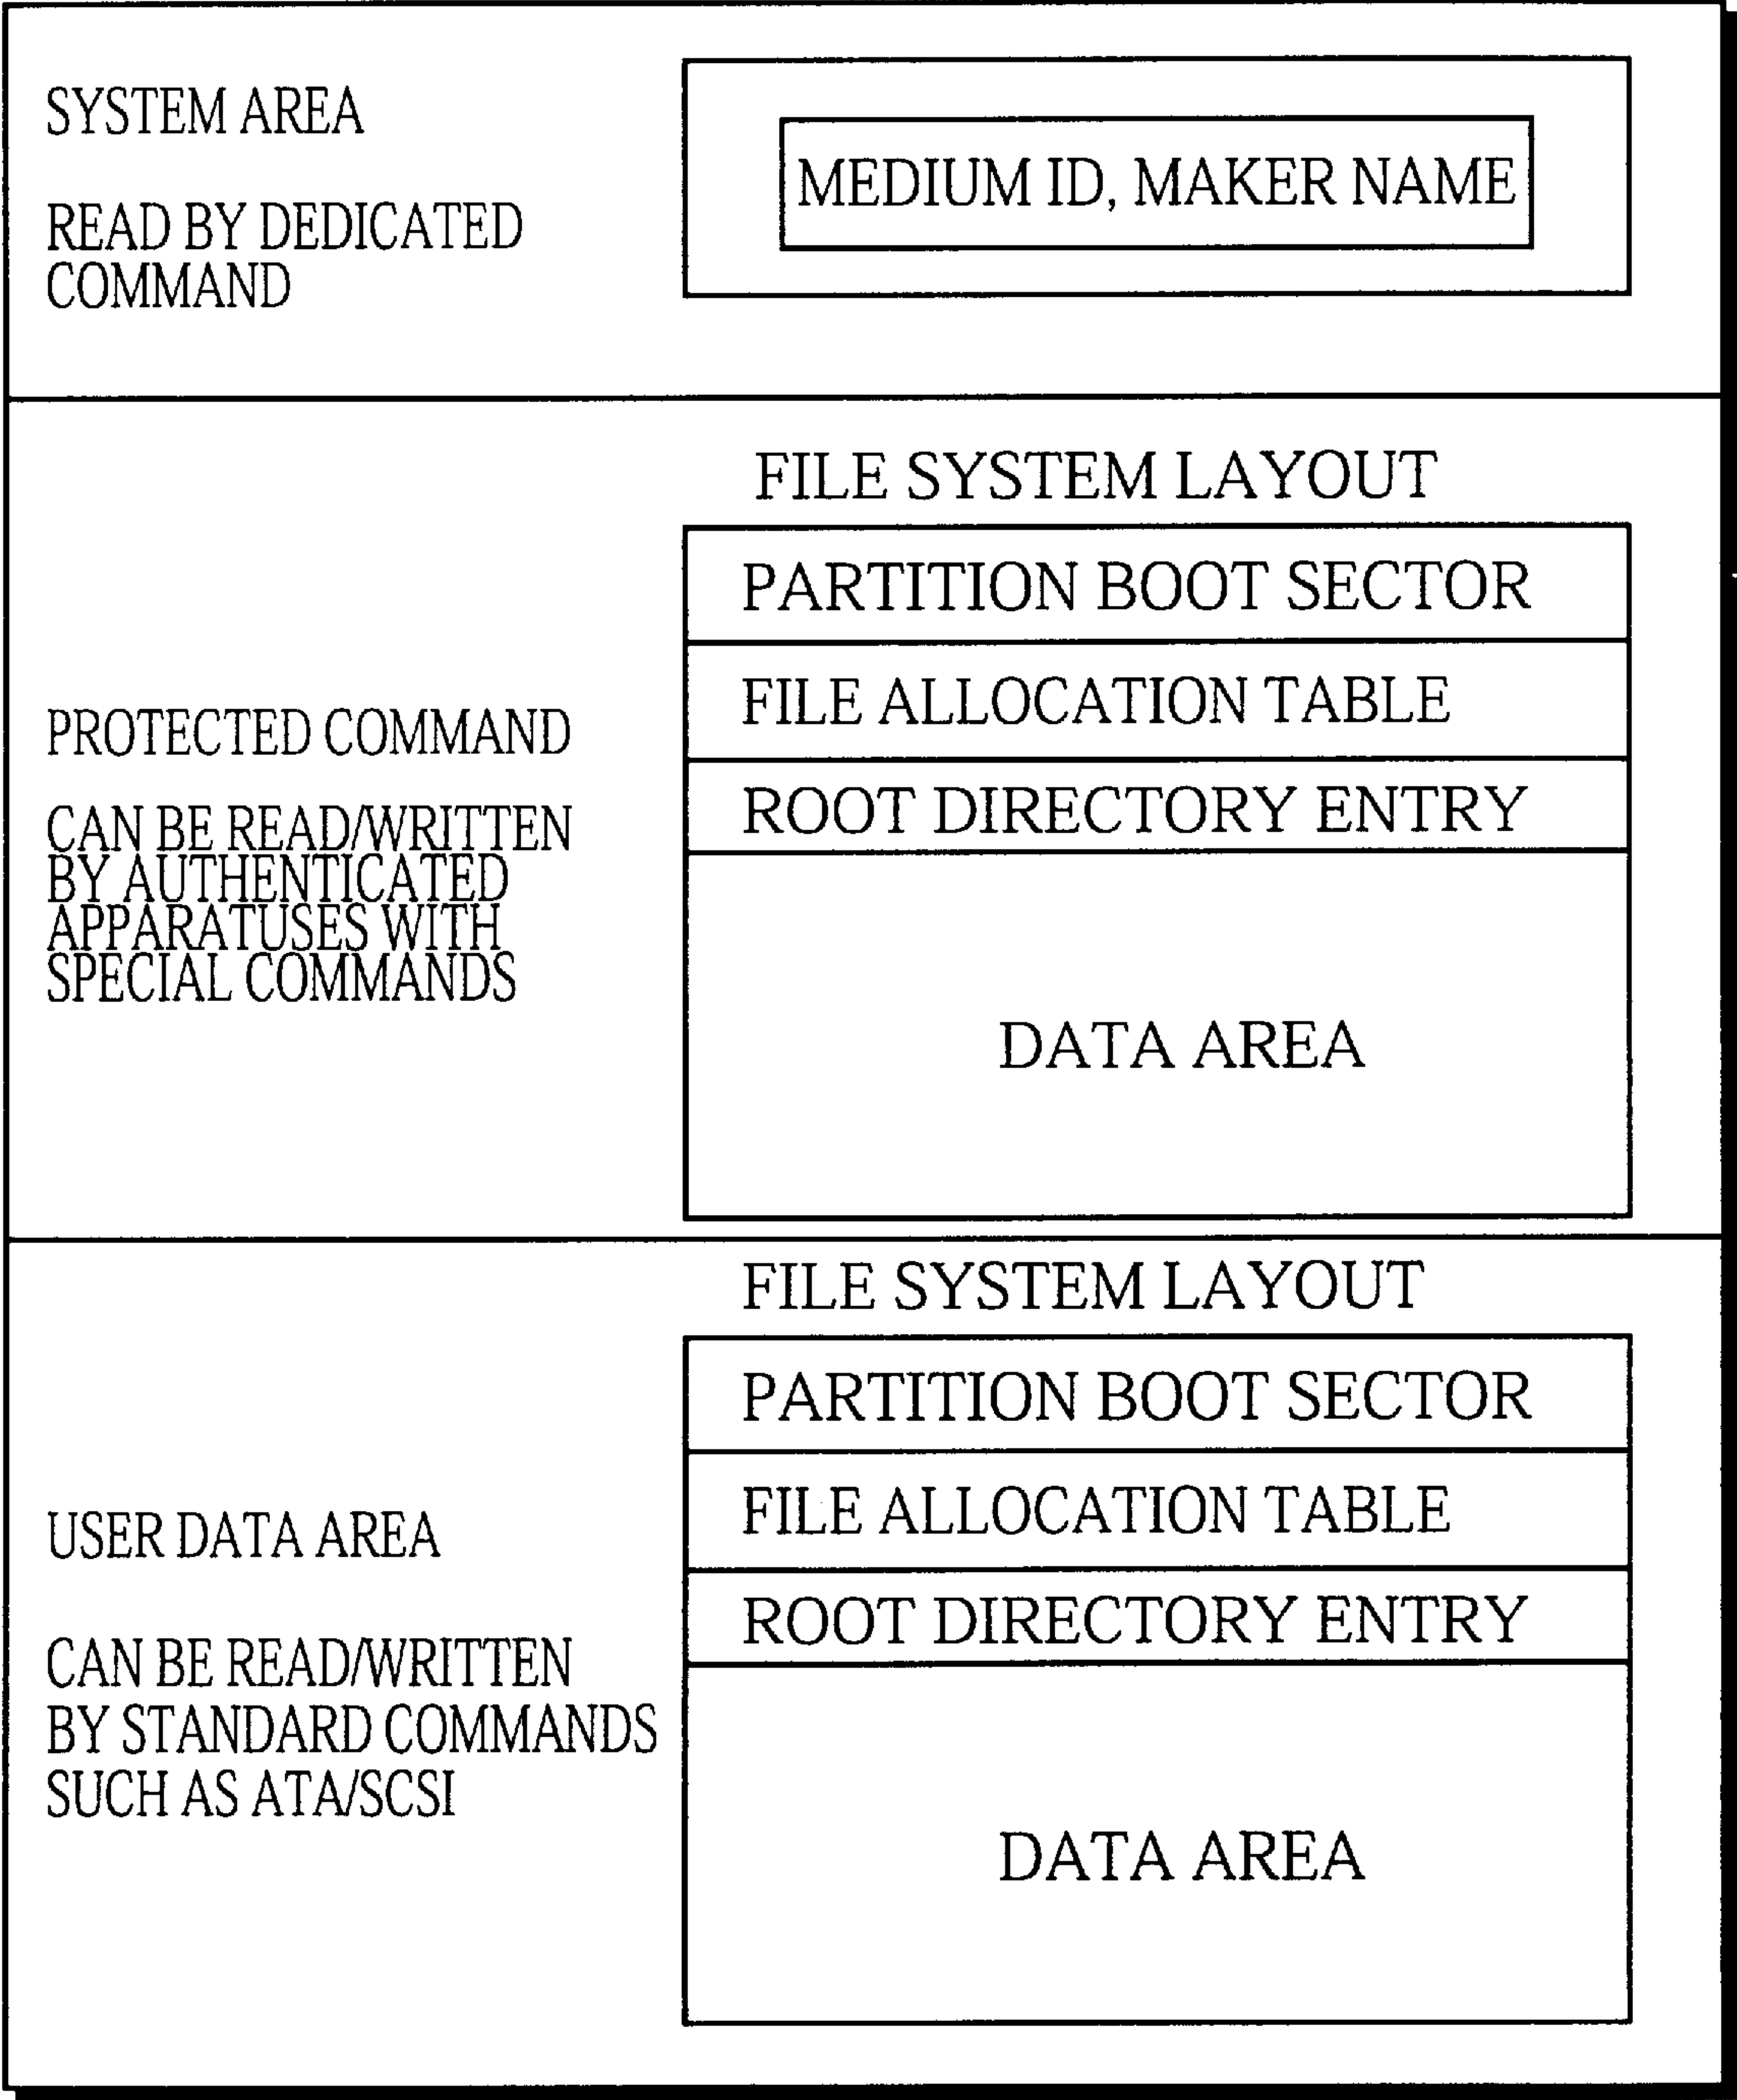 SYSTEM AREA
READ BY DEDICATED
COMMAND
MEDIUM ID, MAKER NAME
FILE SYSTEM LAYOUT
PARTITION BOOT SECTOR
FILE ALLOCATION TABLE
ROOT DIRECTORY ENTRY
DATA AREA
PROTECTED COMMAND
CAN BE READ/WRITTEN
BY AUTHENTICATED
APPARATUSES WITH
SPECIAL COMMANDS
FILE SYSTEM LAYOUT
PARTITION BOOT SECTOR
FILE ALLOCATION TABLE
ROOT DIRECTORY ENTRY
DATA AREA
USER DATA AREA
CAN BE READ/WRITTEN
BY STANDARD COMMANDS
SUCH AS ATA/SCSI